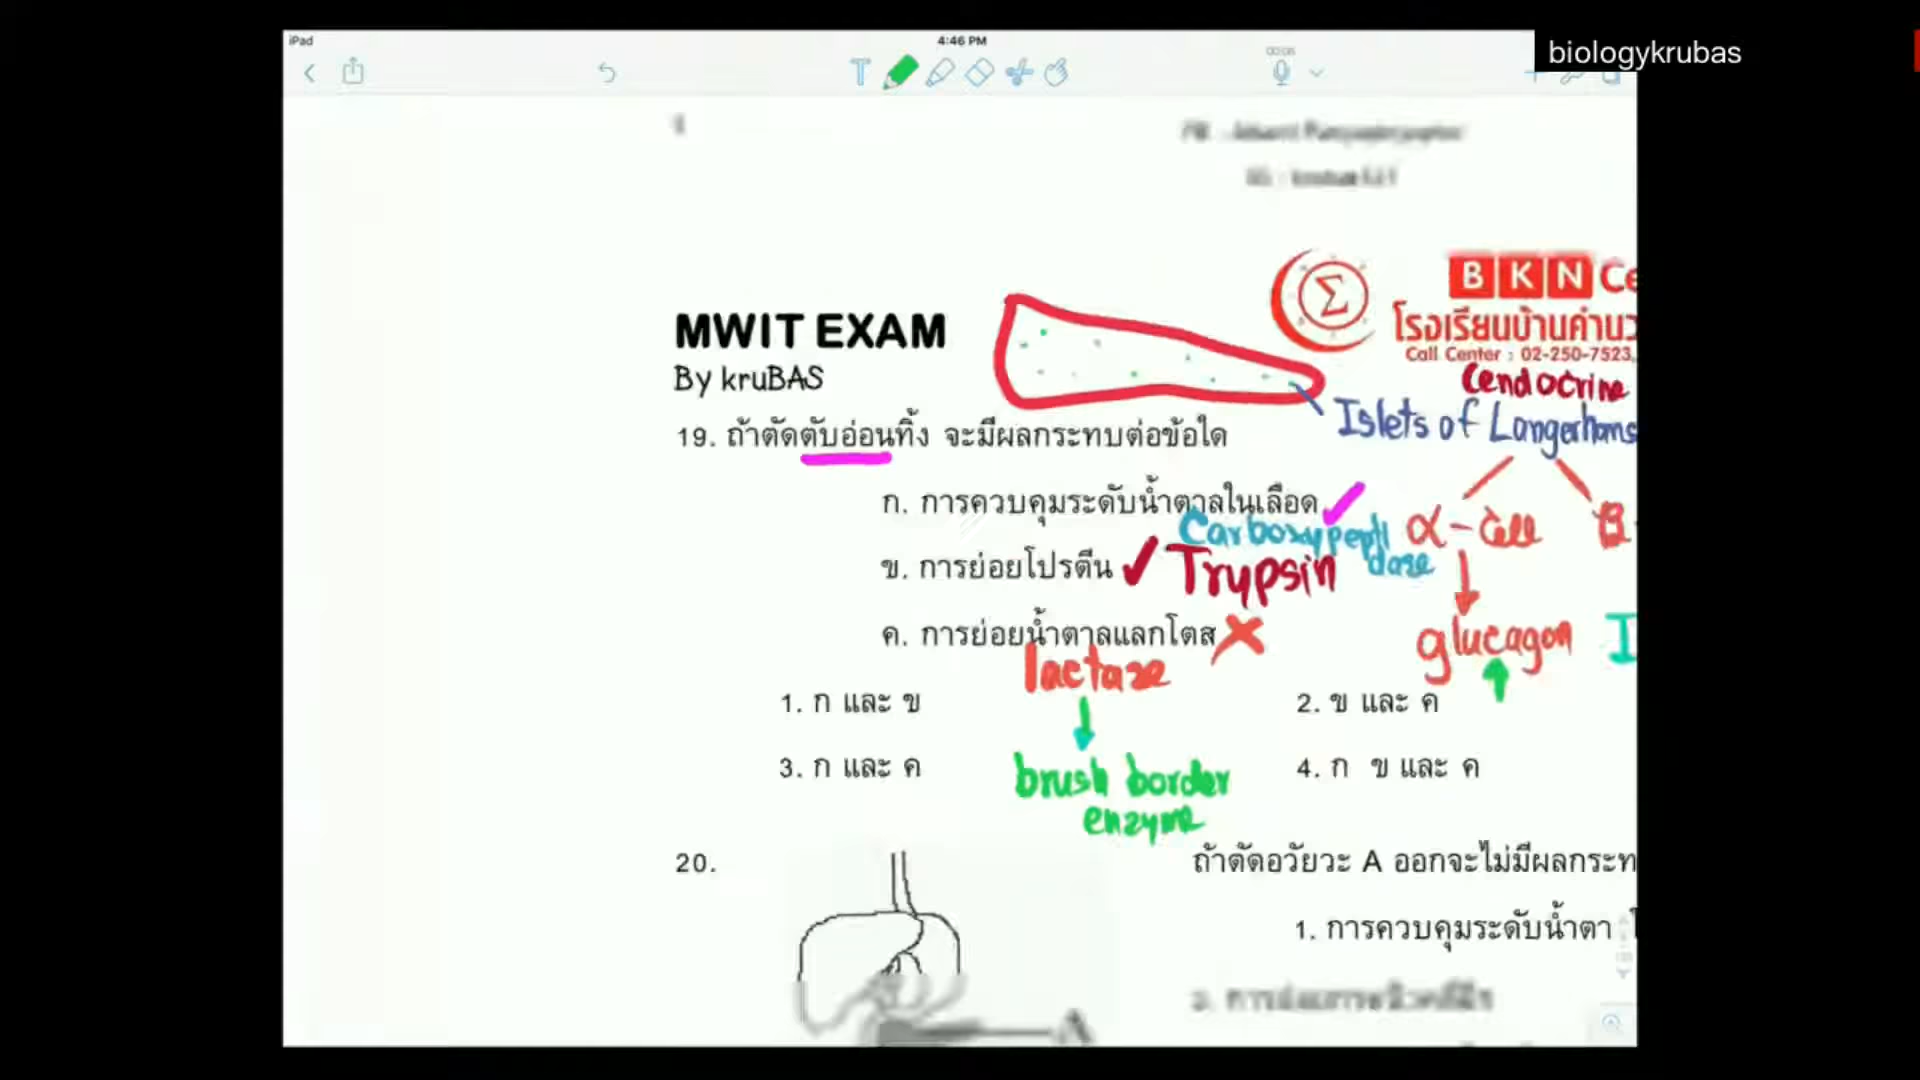 iPad
4:46 PM
00:06
biologykrubas
BKN Ce
โรงเรียนบ้านคำนว
Call Center : 02-250-7523,
MWIT EXAM
By kruBAS
Endocrine
Islets of Langerhans
19. ถ้าตัดตับอ่อนทิ้ง จะมีผลกระทบต่อข้อใด
ก. การควบคุมระดับน้ำตาลในเลือด
Carboxypepti
dase
α-cell
β
ข. การย่อยโปรตีน
Trypsin
ค. การย่อยน้ำตาลแลกโตส
glucagon
I
lactase
1. ก และ ข
2. ข และ ค
3. ก และ ค
4. ก ข และ ค
brush border
enzyme
20.
ถ้าตัดอวัยวะ A ออกจะไม่มีผลกระท
1. การควบคุมระดับน้ำตา
A